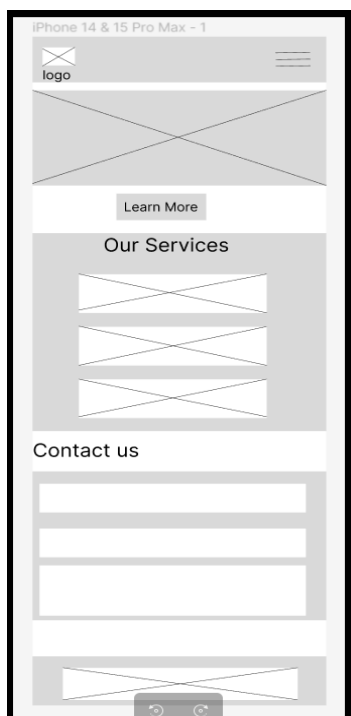 iPhone 14 & 15 Pro Max - 1
logo
Learn More
Our Services
Contact us